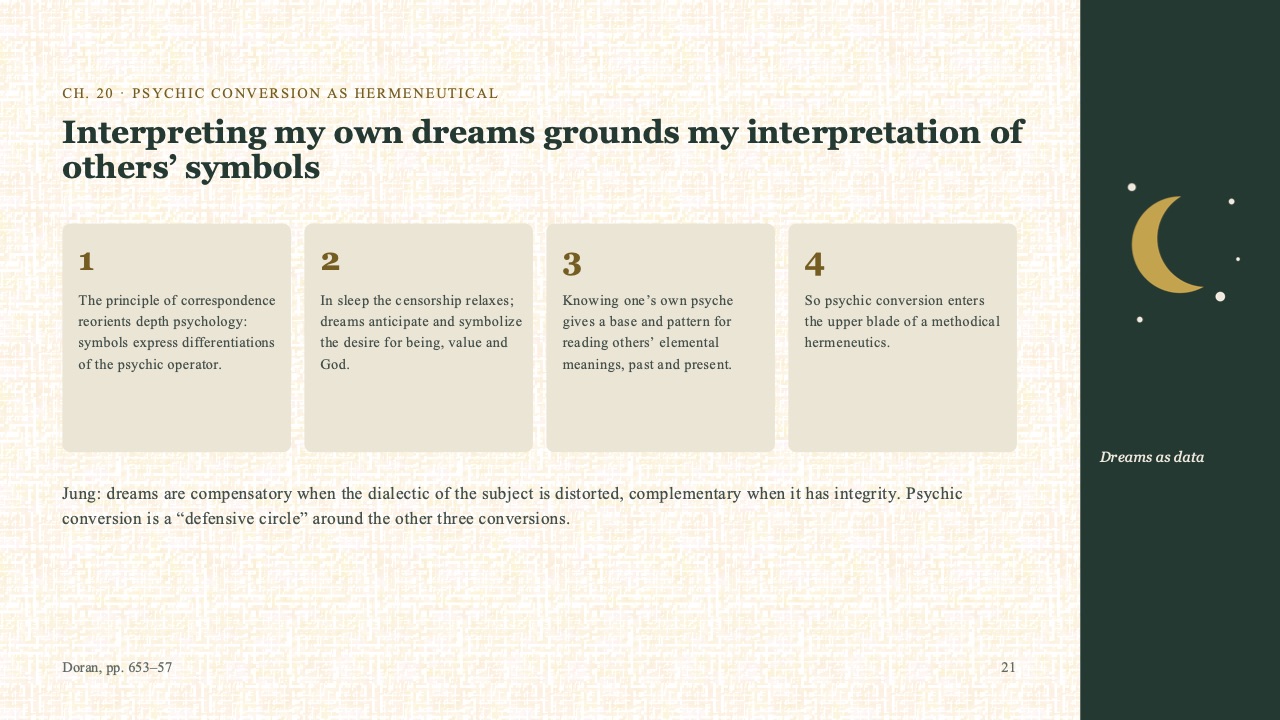 CH. 20 · PSYCHIC CONVERSION AS HERMENEUTICAL
Interpreting my own dreams grounds my interpretation of
others’ symbols
1
The principle of correspondence
reorients depth psychology:
symbols express differentiations
of the psychic operator.
2
In sleep the censorship relaxes;
dreams anticipate and symbolize
the desire for being, value and
God.
3
Knowing one’s own psyche
gives a base and pattern for
reading others’ elemental
meanings, past and present.
4
So psychic conversion enters
the upper blade of a methodical
hermeneutics.
Jung: dreams are compensatory when the dialectic of the subject is distorted, complementary when it has integrity. Psychic
conversion is a “defensive circle” around the other three conversions.
Dreams as data
Doran, pp. 653–57
21